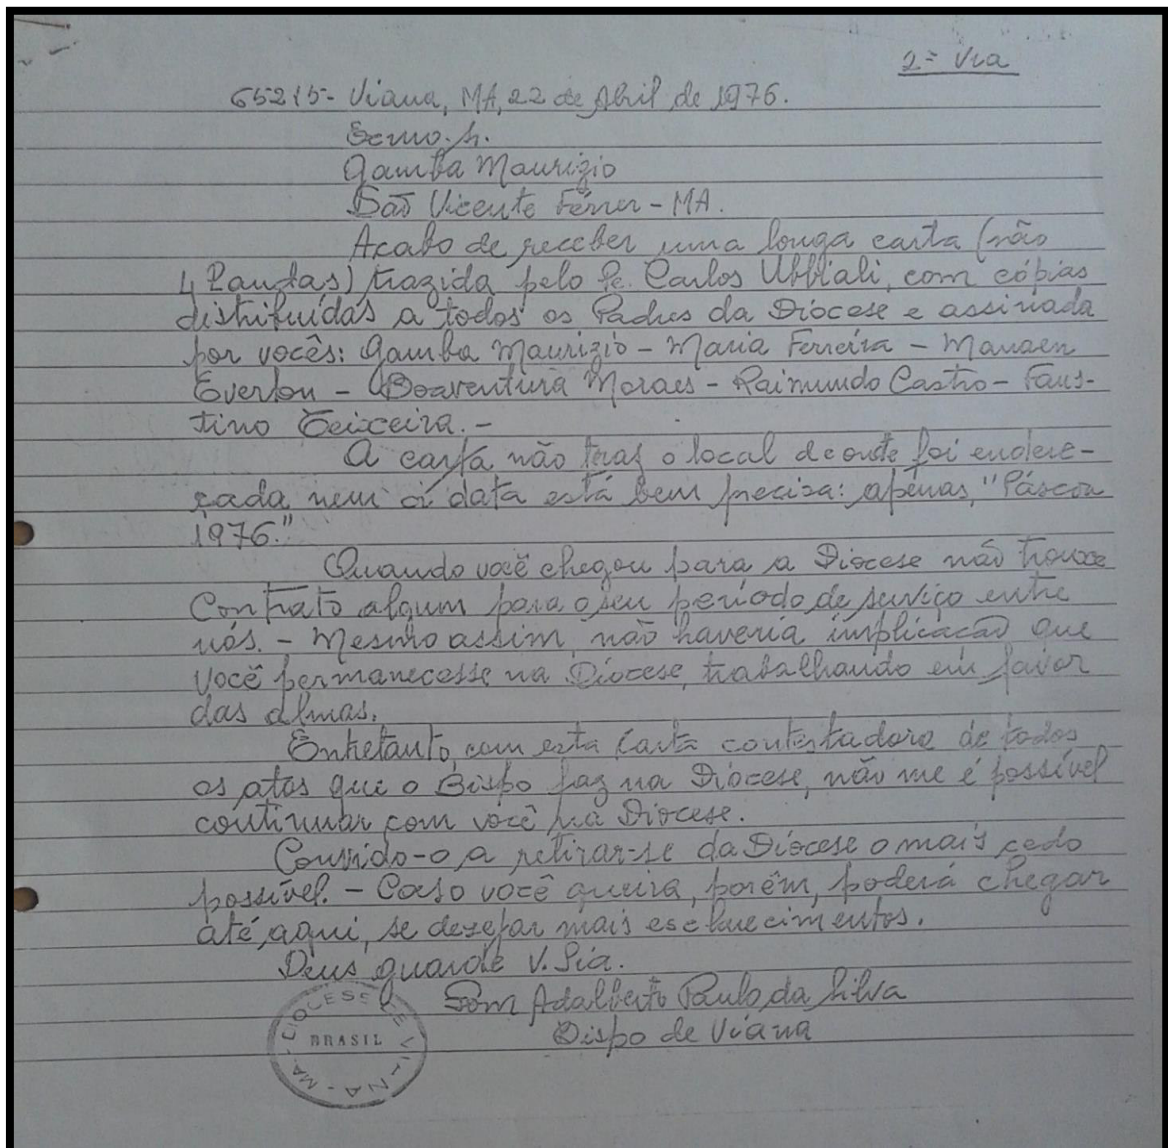 2ª Via
65215 - Viana, MA, 22 de Abril de 1976.
Exmo. Sr.
Gamba Maurizio
São Vicente Férrer - MA.
Acabo de receber uma longa carta (não
4 Laudas) trazida pelo Pe. Carlos Ubbiali, com cópias
distribuídas a todos os Padres da Diocese e assinada
por vocês: Gamba Maurizio - Maria Ferreira - Manaen
Everton - Boaventura Moraes - Raimundo Castro - Faus-
tino Teixeira. -
A carta não traz o local de onde foi endere-
çada nem a data está bem precisa: apenas, "Páscoa
1976."
Quando você chegou para a Diocese não trouxe
Contrato algum para o seu período de serviço entre
nós. - Mesmo assim, não haveria implicação que
você permanecesse na Diocese, trabalhando em favor
das almas.
Entretanto, com esta carta contestadora de todos
os atos que o Bispo faz na Diocese, não me é possível
continuar com você na Diocese.
Convido-o a retirar-se da Diocese o mais cedo
possível. - Caso você queira, porém, poderá chegar
até aqui, se desejar mais esclarecimentos.
Deus guarde V. Sia.
Dom Adalberto Paulo da Silva
Bispo de Viana
DIOCESE DE VIANA - MA -
BRASIL